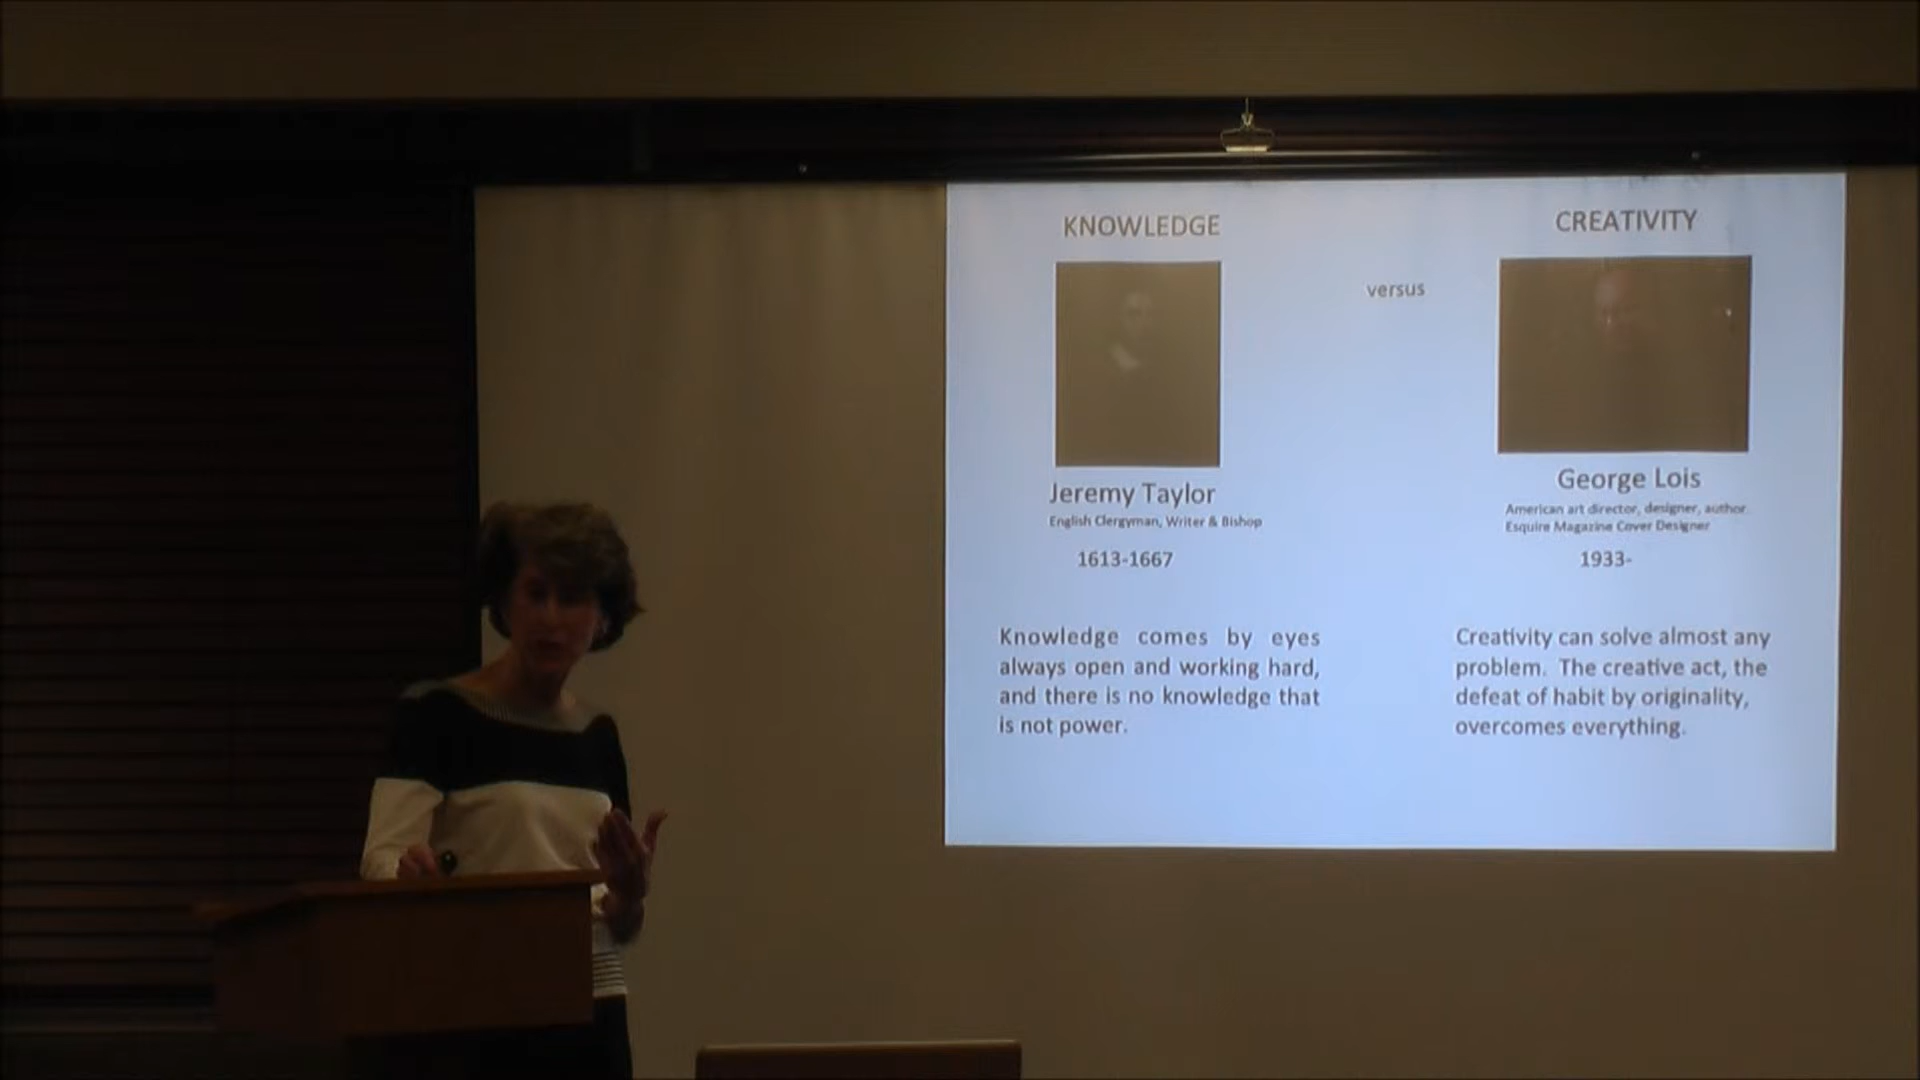 KNOWLEDGE
versus
CREATIVITY
Jeremy Taylor
English Clergyman, Writer & Bishop
1613-1667
Knowledge comes by eyes
always open and working hard,
and there is no knowledge that
is not power.
George Lois
American art director, designer, author
Esquire Magazine Cover Designer
1933-
Creativity can solve almost any
problem. The creative act, the
defeat of habit by originality,
overcomes everything.